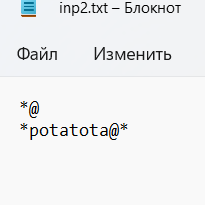 inp2.txt – Блокнот
Файл Изменить
*@
*potatota@*